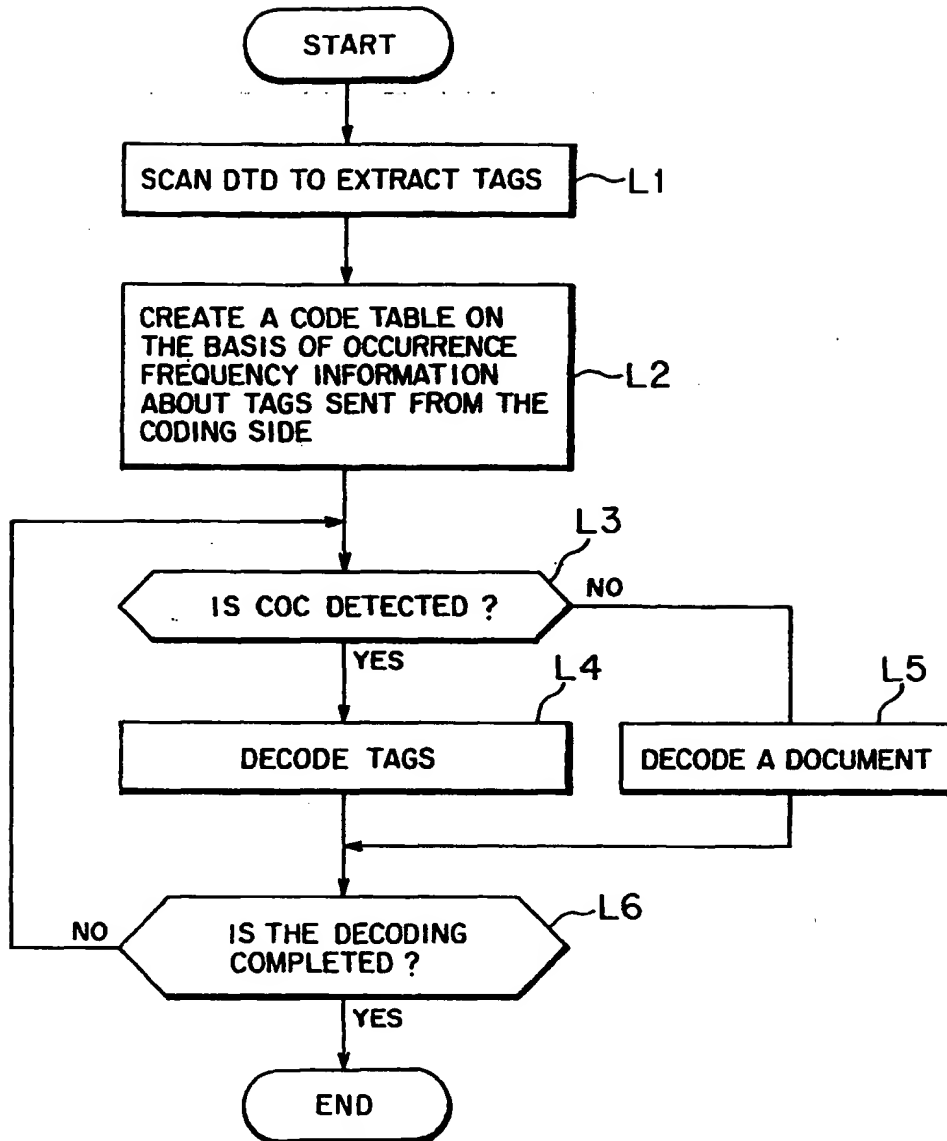 START
SCAN DTD TO EXTRACT TAGS
L1
CREATE A CODE TABLE ON
THE BASIS OF OCCURRENCE
FREQUENCY INFORMATION
ABOUT TAGS SENT FROM THE
CODING SIDE
L2
L3
IS COC DETECTED ?
NO
YES
L4
DECODE TAGS
L5
DECODE A DOCUMENT
L6
IS THE DECODING
COMPLETED ?
NO
YES
END